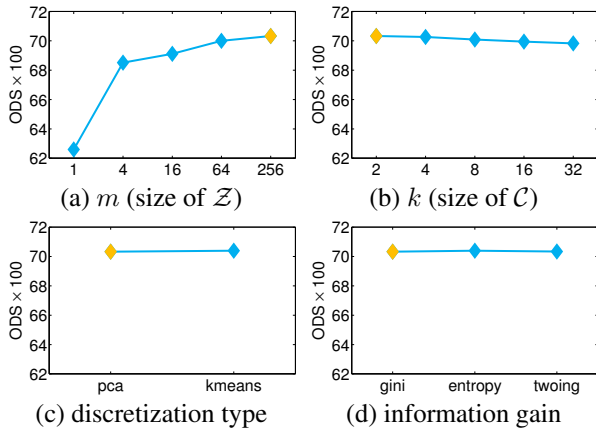 72
70
68
66
64
62
ODS × 100
1 4 16 64 256
(a) m (size of Z)
72
70
68
66
64
62
ODS × 100
2 4 8 16 32
(b) k (size of C)
72
70
68
66
64
62
ODS × 100
pca kmeans
(c) discretization type
72
70
68
66
64
62
ODS × 100
gini entropy twoing
(d) information gain